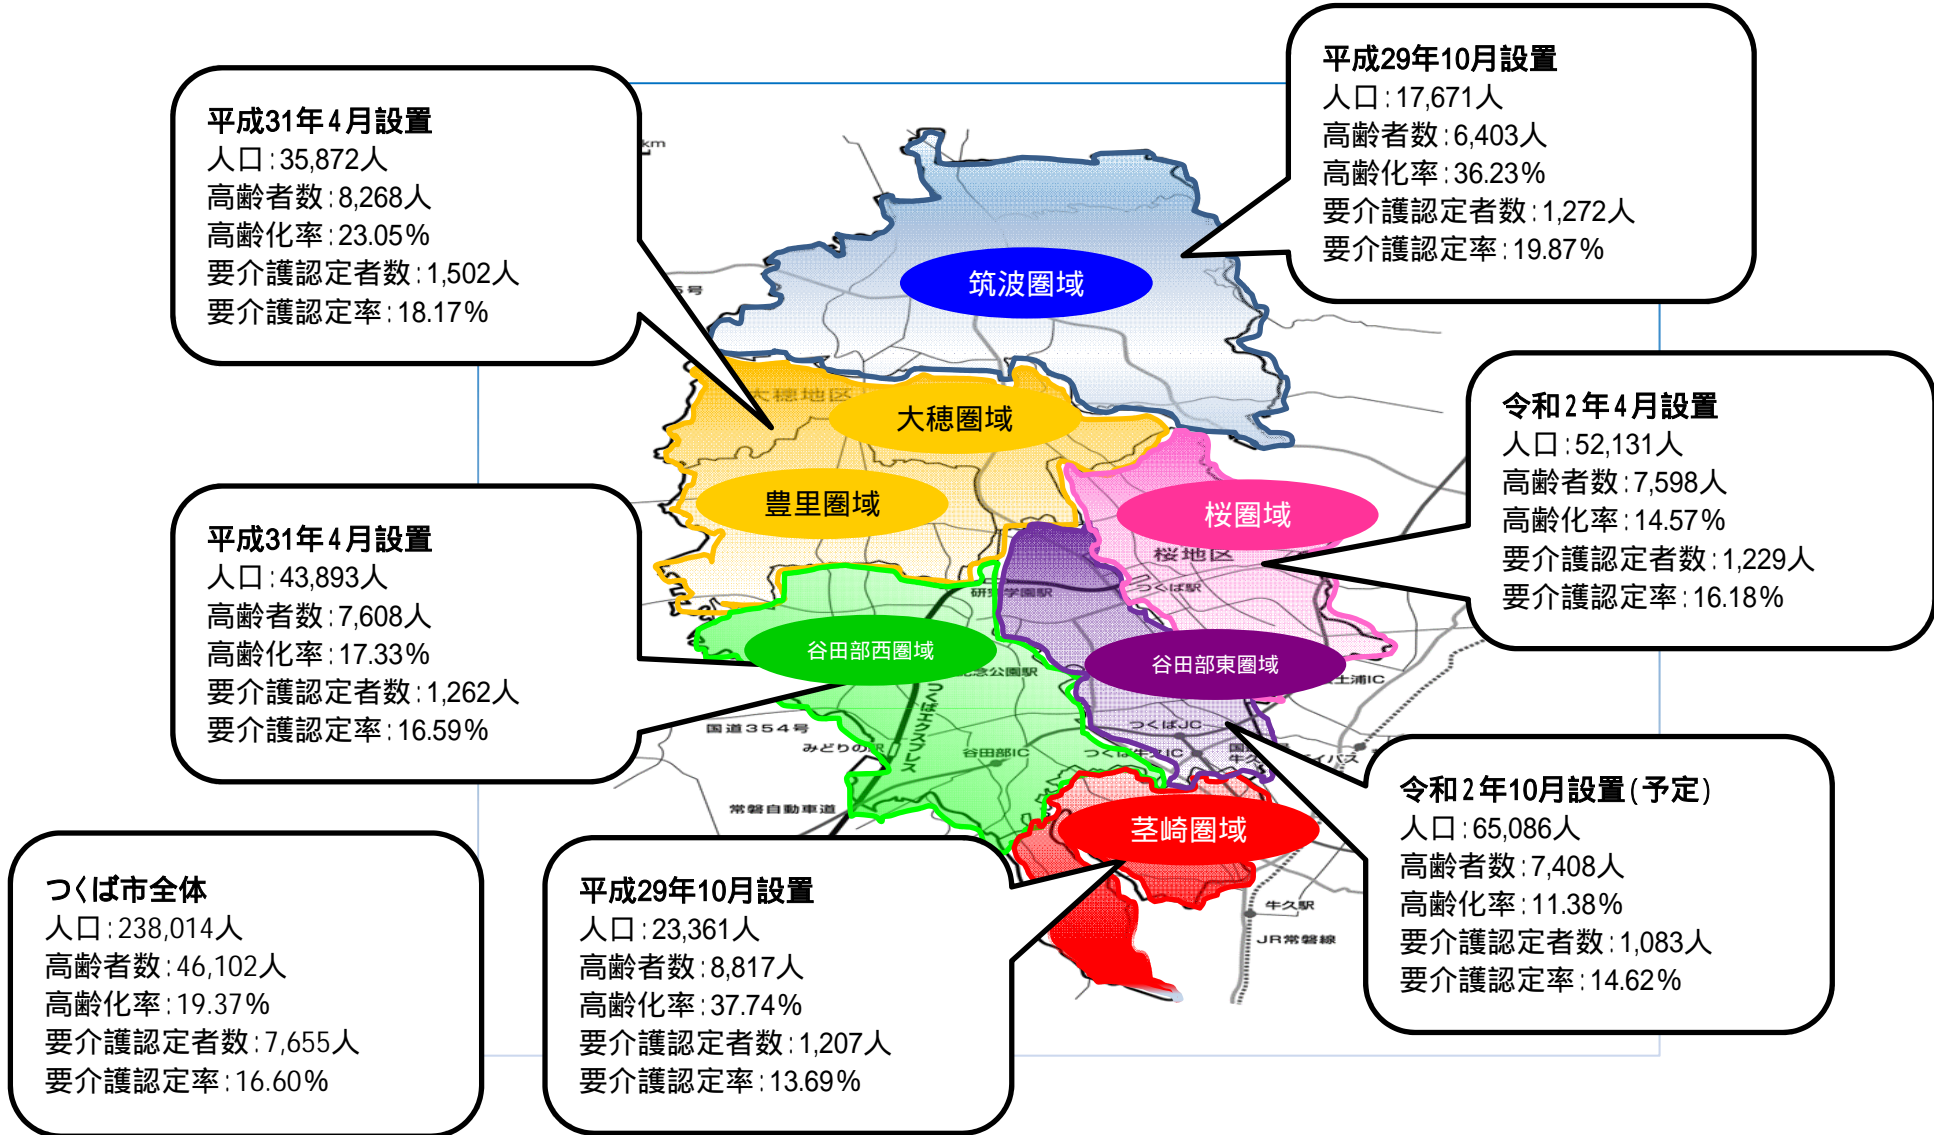 平成29年10月設置
人口:17,671人
高齢者数:6,403人
高齢化率:36.23%
要介護認定者数:1,272人
要介護認定率:19.87%
平成31年4月設置
人口:35,872人
高齢者数:8,268人
高齢化率:23.05%
要介護認定者数:1,502人
要介護認定率:18.17%
km
号
筑波圏域
大穂地区
大穂圏域
豊里圏域
桜圏域
桜地区
令和2年4月設置
人口:52,131人
高齢者数:7,598人
高齢化率:14.57%
要介護認定者数:1,229人
要介護認定率:16.18%
平成31年4月設置
人口:43,893人
高齢者数:7,608人
高齢化率:17.33%
要介護認定者数:1,262人
要介護認定率:16.59%
研究学園駅
つくば駅
谷田部西圏域
谷田部東圏域
念公園駅
土浦IC
つくばエクスプレス
国道354号
みどりの駅
谷田部IC
つくばJC
つくば牛久IC
常磐自動車道
茎崎圏域
令和2年10月設置(予定)
人口:65,086人
高齢者数:7,408人
高齢化率:11.38%
要介護認定者数:1,083人
要介護認定率:14.62%
牛久駅
JR常磐線
つくば市全体
人口:238,014人
高齢者数:46,102人
高齢化率:19.37%
要介護認定者数:7,655人
要介護認定率:16.60%
平成29年10月設置
人口:23,361人
高齢者数:8,817人
高齢化率:37.74%
要介護認定者数:1,207人
要介護認定率:13.69%